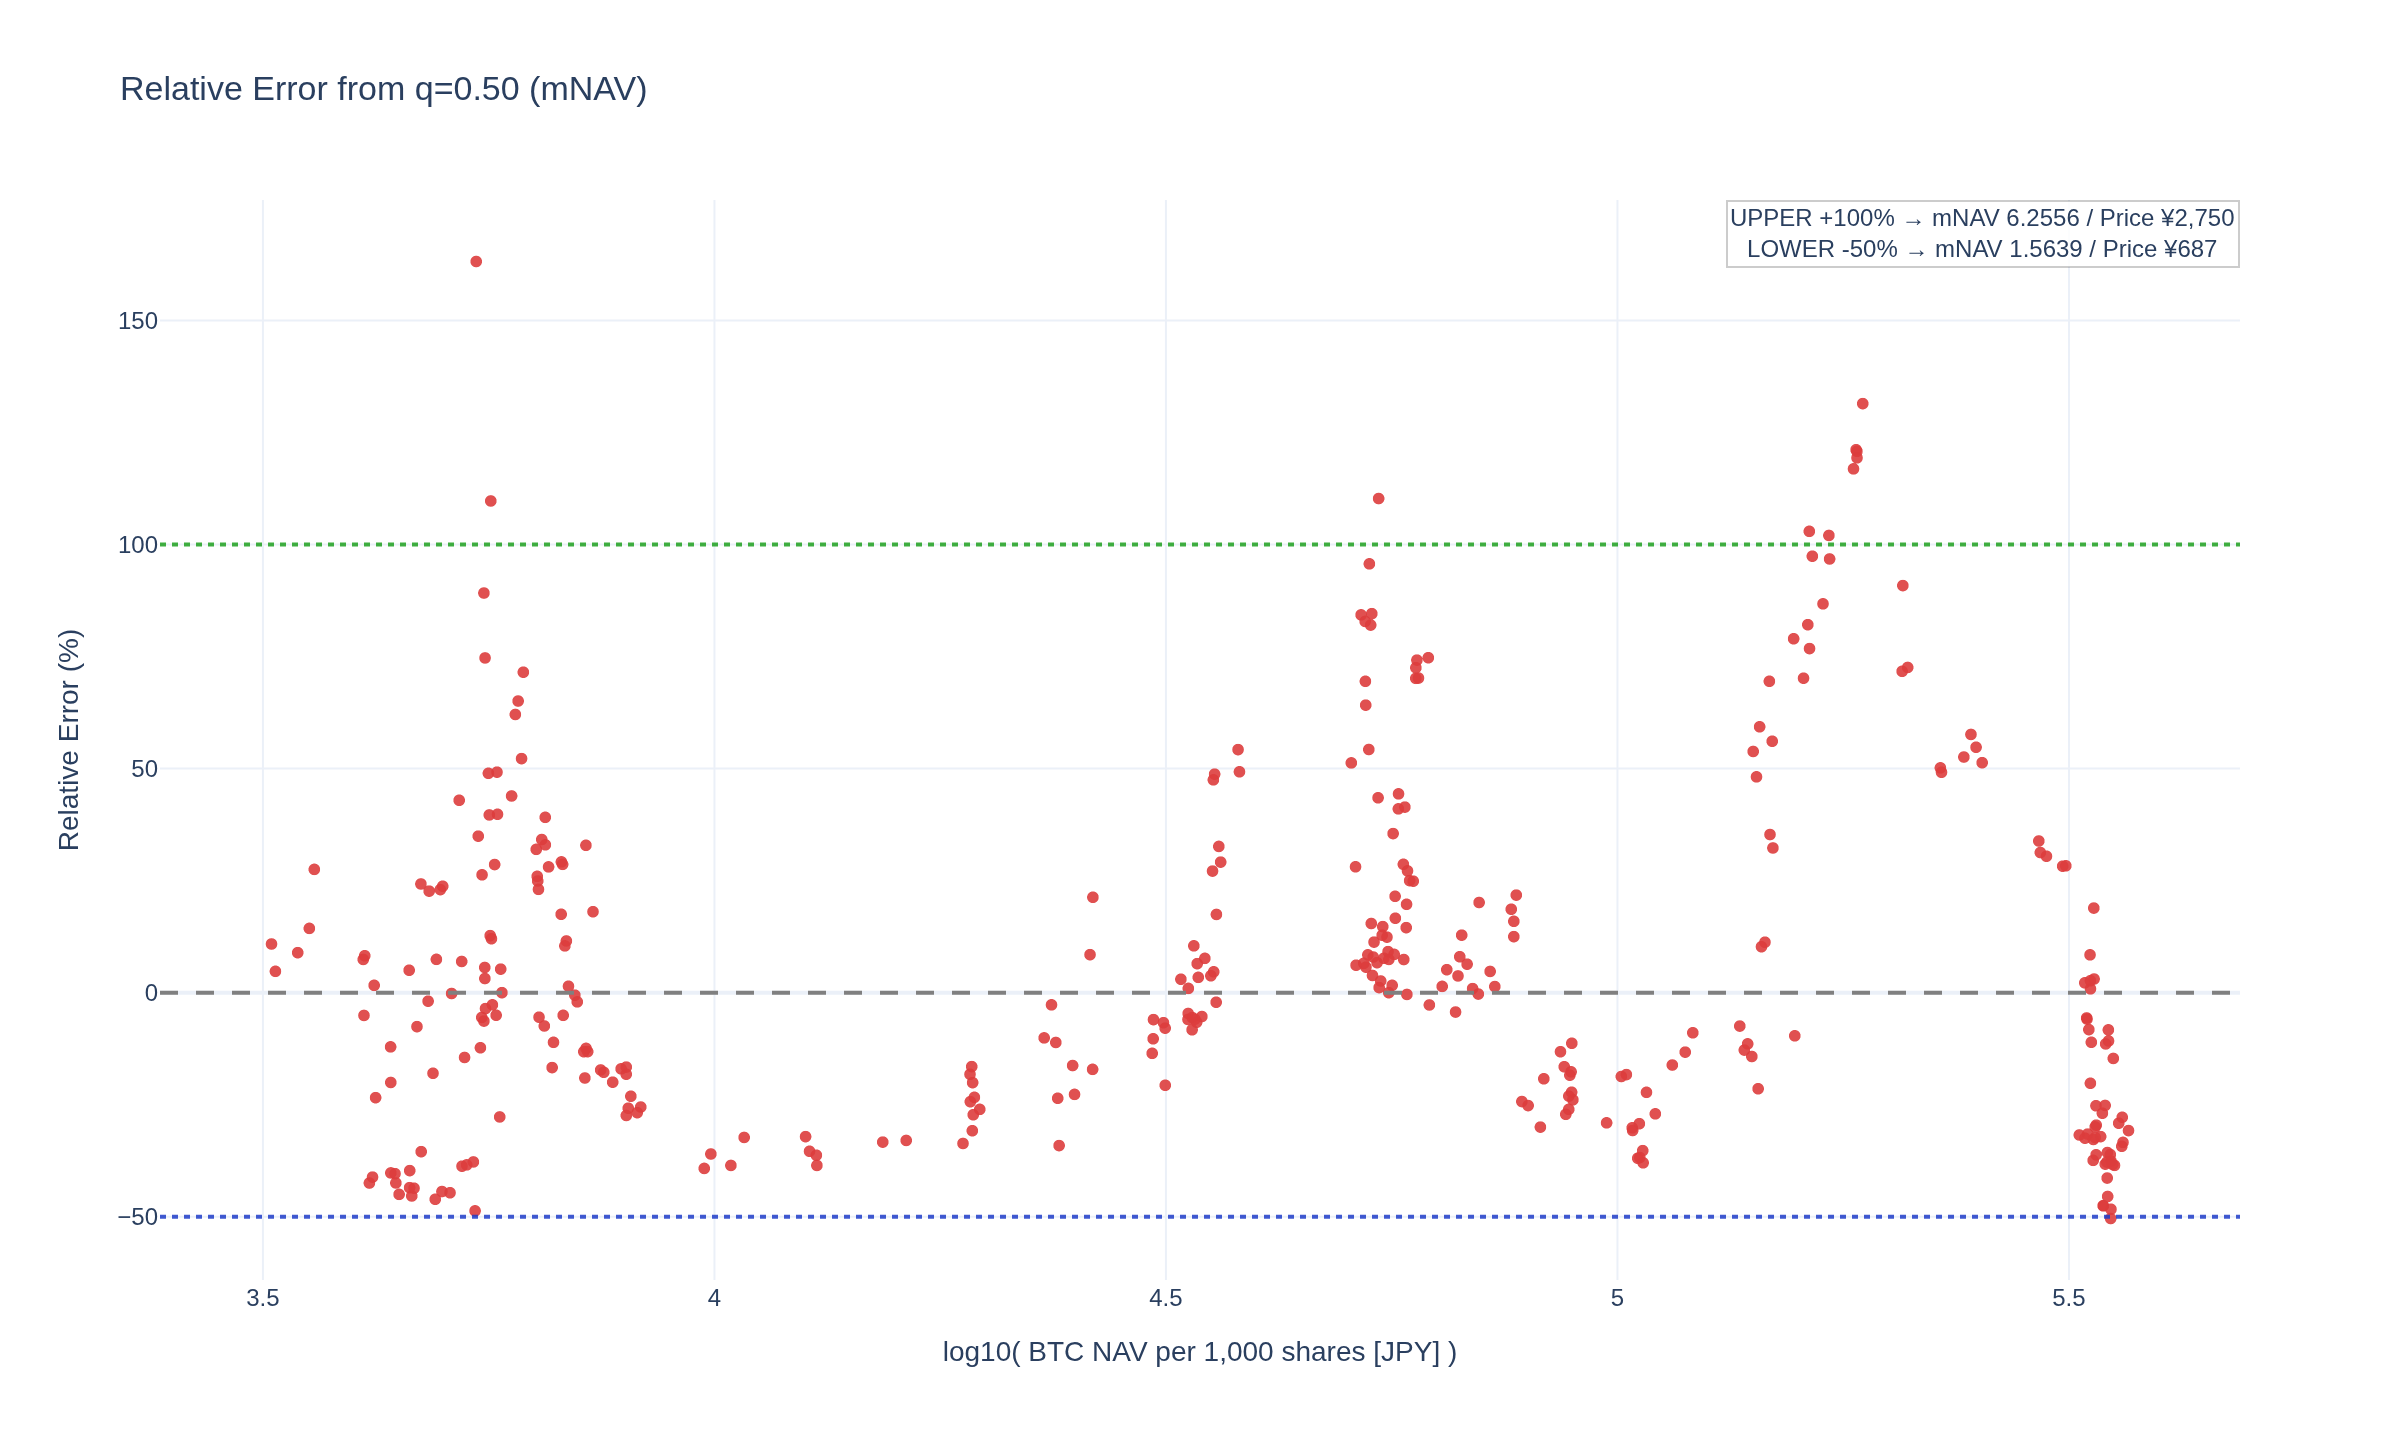 Relative Error from q=0.50 (mNAV)
UPPER +100% → mNAV 6.2556 / Price ¥2,750
LOWER -50% → mNAV 1.5639 / Price ¥687
Relative Error (%)
150
100
50
0
−50
3.5
4
4.5
5
5.5
log10( BTC NAV per 1,000 shares [JPY] )